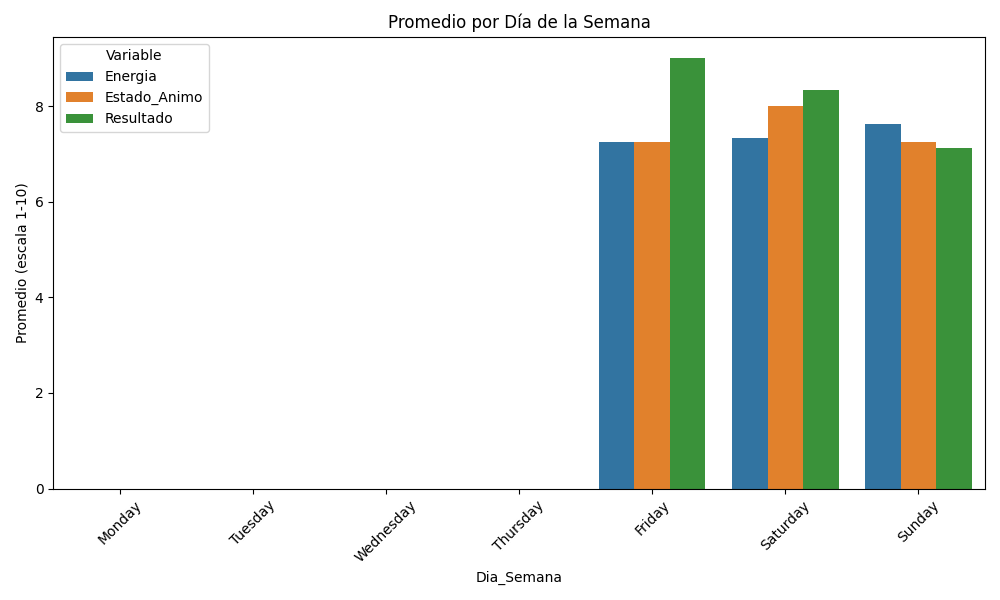 Promedio por Día de la Semana
Variable
Energia
Estado_Animo
Resultado
Promedio (escala 1-10)
8
6
4
2
0
Monday
Tuesday
Wednesday
Thursday
Friday
Saturday
Sunday
Dia_Semana